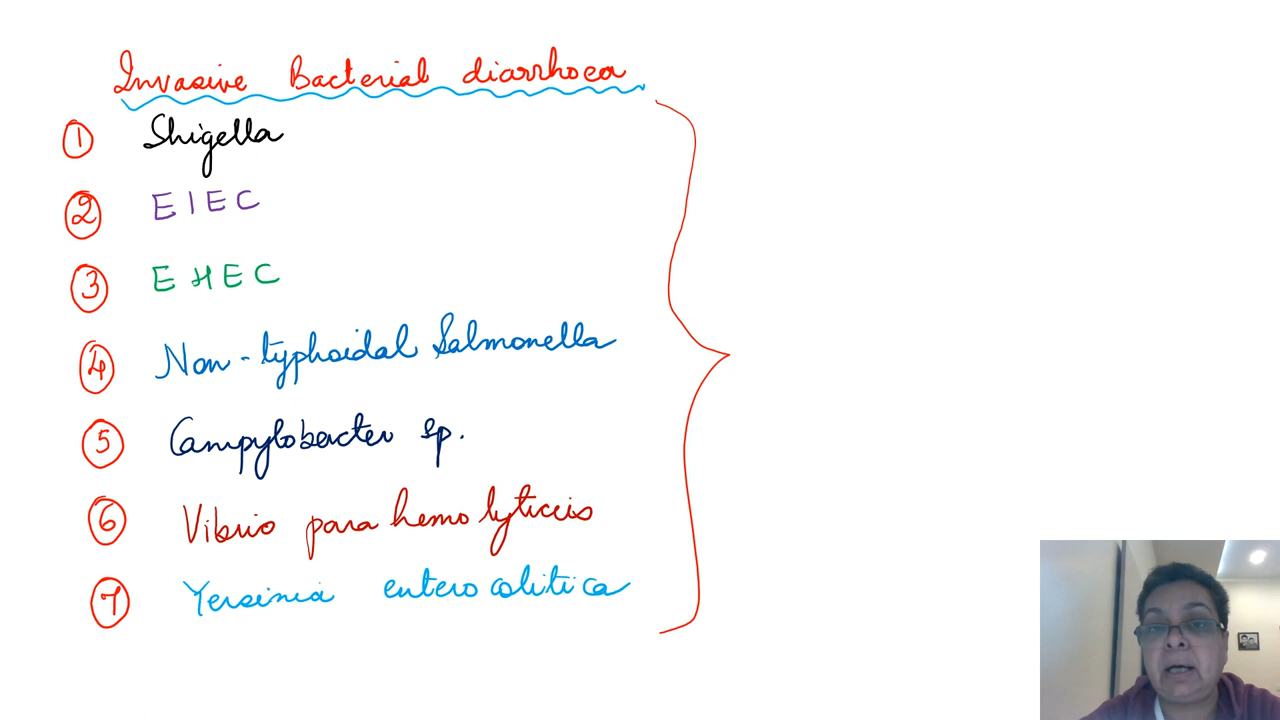 Invasive Bacterial diarrhoea
1 Shigella
2 EIEC
3 EHEC
4 Non-typhoidal Salmonella
5 Campylobacter sp.
6 Vibrio parahemolyticus
7 Yersinia enterocolitica